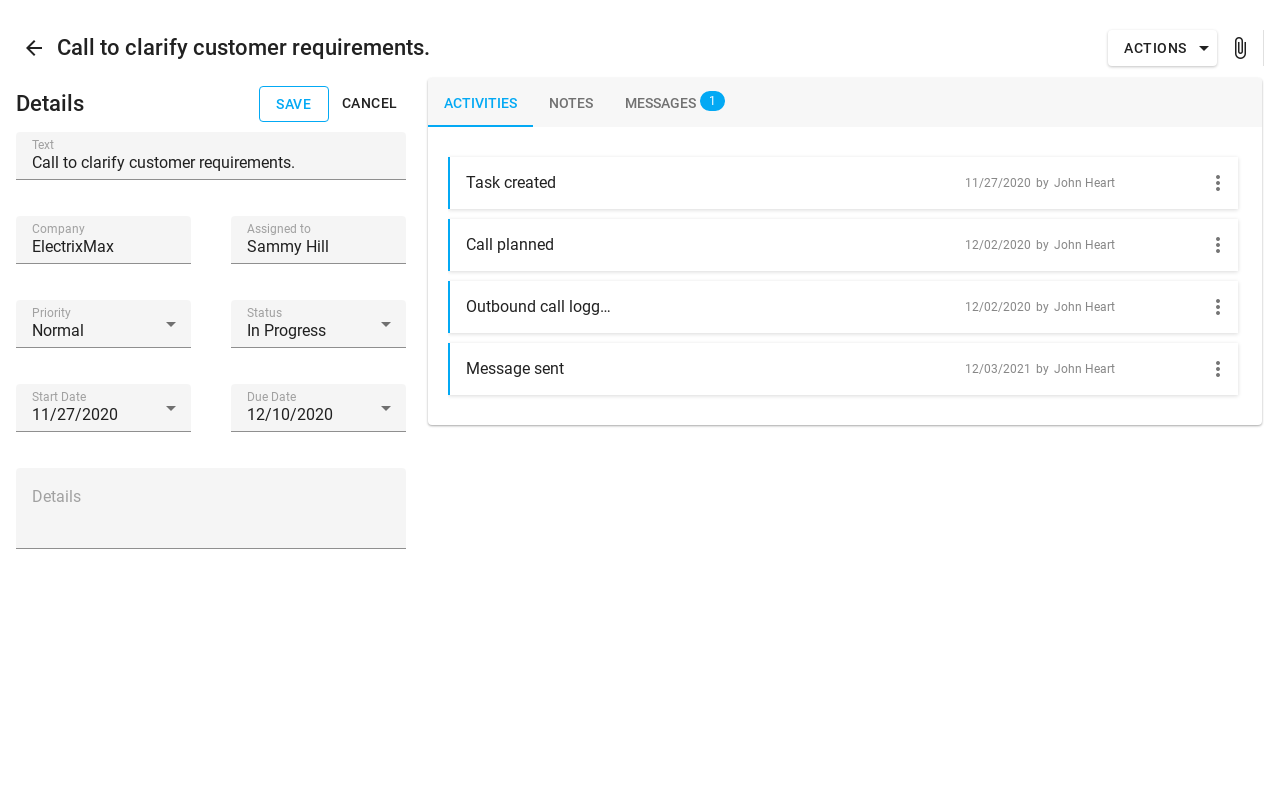 Call to clarify customer requirements.
ACTIONS
Details
SAVE
CANCEL
Text
Call to clarify customer requirements.
Company
ElectrixMax
Assigned to
Sammy Hill
Priority
Normal
Status
In Progress
Start Date
11/27/2020
Due Date
12/10/2020
Details
ACTIVITIES
NOTES
MESSAGES 1
Task created 11/27/2020 by John Heart
Call planned 12/02/2020 by John Heart
Outbound call logg… 12/02/2020 by John Heart
Message sent 12/03/2021 by John Heart